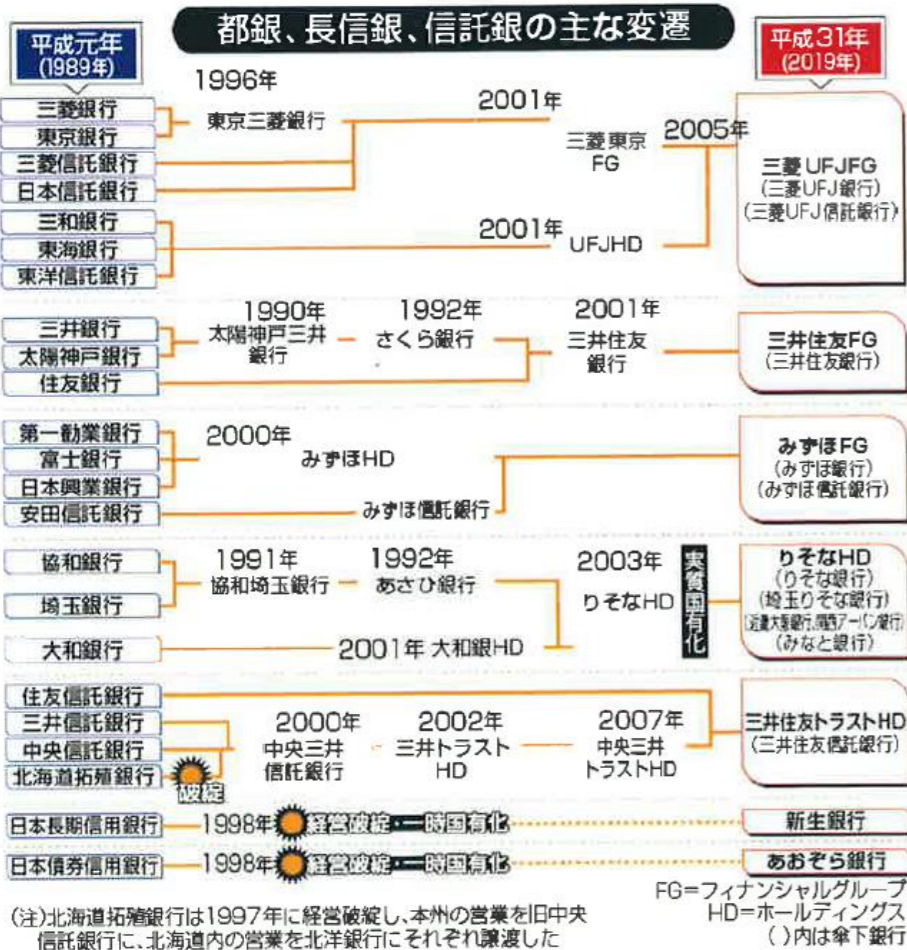 都銀、長信銀、信託銀の主な変遷
平成元年
(1989年)
平成31年
(2019年)
三菱銀行
東京銀行
三菱信託銀行
日本信託銀行
三和銀行
東海銀行
東洋信託銀行
1996年
東京三菱銀行
2001年
三菱東京
FG
2001年
UFJHD
2005年
三菱UFJFG
(三菱UFJ銀行)
(三菱UFJ信託銀行)
三井銀行
太陽神戸銀行
住友銀行
1990年
太陽神戸三井
銀行
1992年
さくら銀行
2001年
三井住友
銀行
三井住友FG
(三井住友銀行)
第一勧業銀行
富士銀行
日本興業銀行
安田信託銀行
2000年
みずほHD
みずほ信託銀行
みずほFG
(みずほ銀行)
(みずほ信託銀行)
協和銀行
埼玉銀行
大和銀行
1991年
協和埼玉銀行
1992年
あさひ銀行
2001年 大和銀HD
2003年
りそなHD
実質国有化
りそなHD
(りそな銀行)
(埼玉りそな銀行)
(近畿大阪銀行、関西アーバン銀行)
(みなと銀行)
住友信託銀行
三井信託銀行
中央信託銀行
北海道拓殖銀行
破綻
2000年
中央三井
信託銀行
2002年
三井トラスト
HD
2007年
中央三井
トラストHD
三井住友トラストHD
(三井住友信託銀行)
日本長期信用銀行
1998年 経営破綻・一時国有化
新生銀行
日本債券信用銀行
1998年 経営破綻・一時国有化
あおぞら銀行
(注)北海道拓殖銀行は1997年に経営破綻し、本州の営業を旧中央
信託銀行に、北海道内の営業を北洋銀行にそれぞれ譲渡した
FG=フィナンシャルグループ
HD=ホールディングス
( )内は傘下銀行